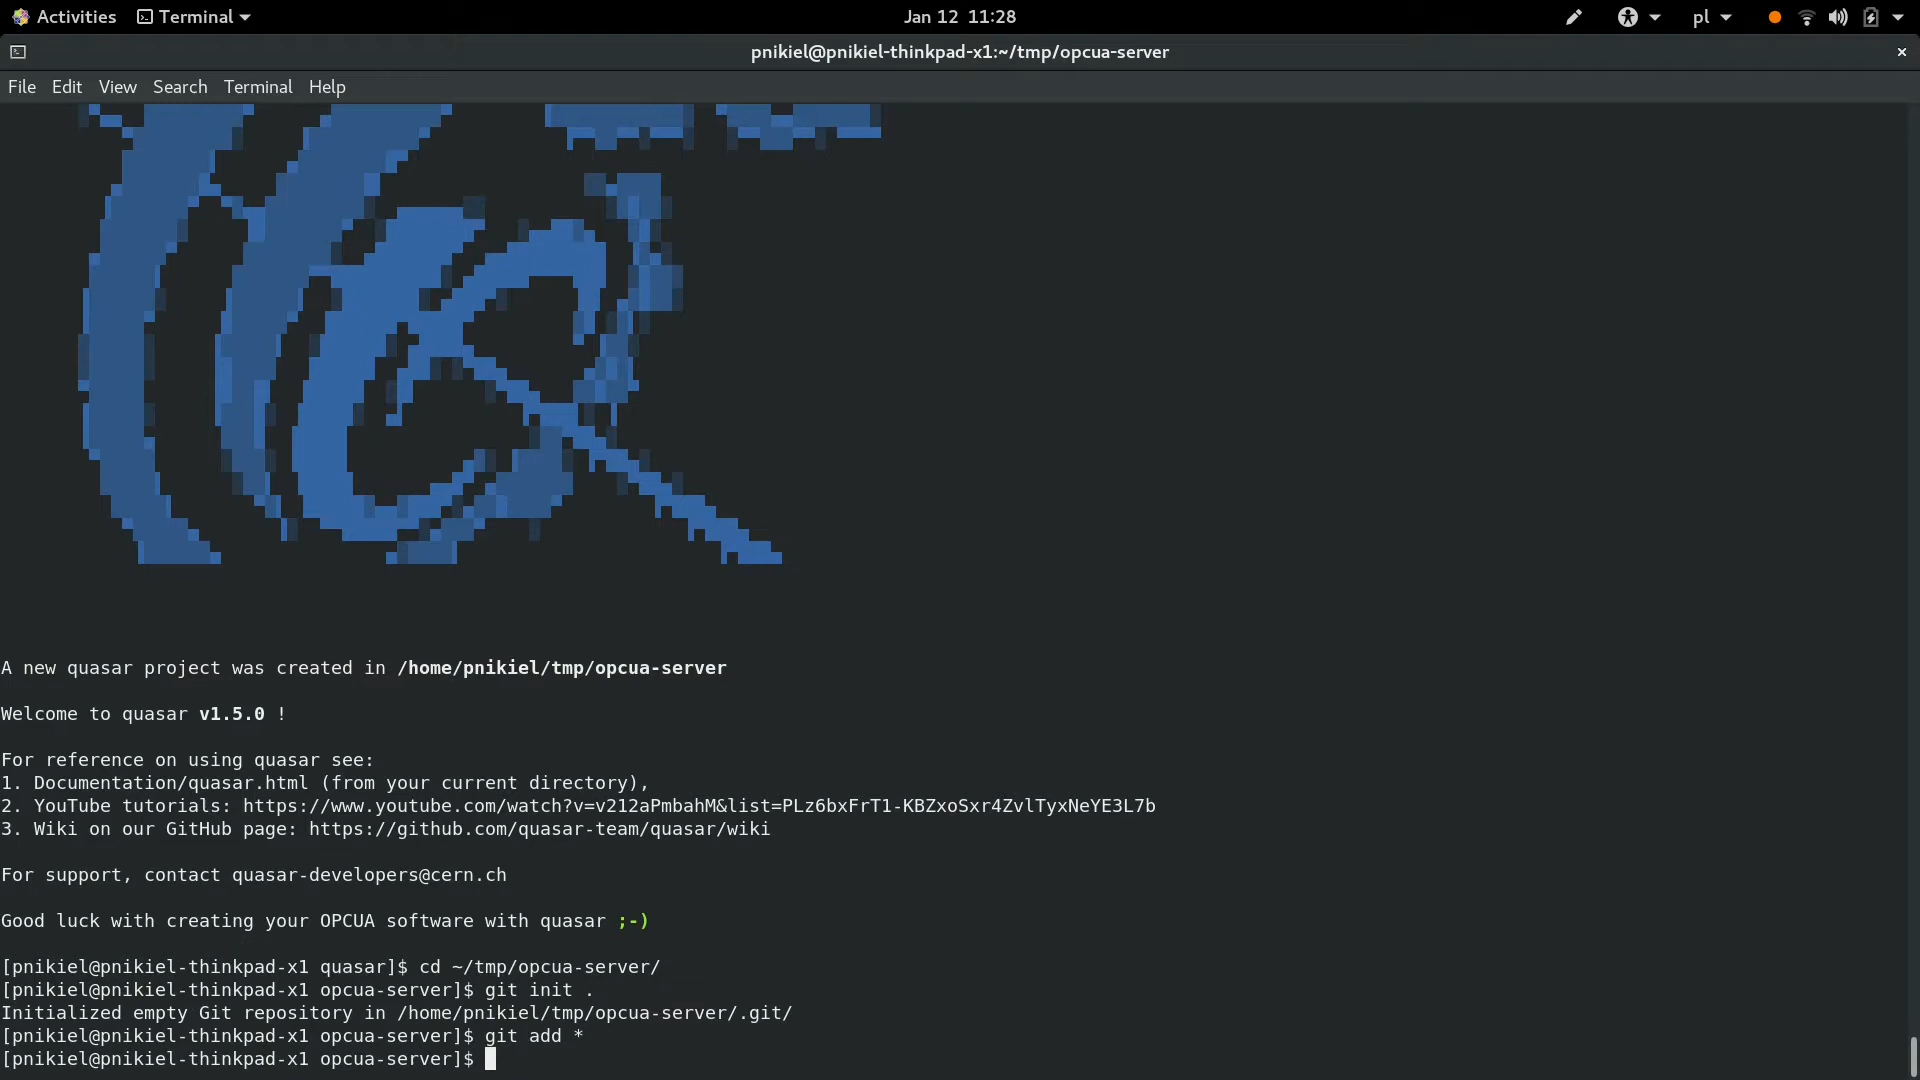 Activities Terminal Jan 12 11:28 pl
pnikiel@pnikiel-thinkpad-x1:~/tmp/opcua-server
File Edit View Search Terminal Help
A new quasar project was created in /home/pnikiel/tmp/opcua-server
Welcome to quasar v1.5.0 !
For reference on using quasar see:
1. Documentation/quasar.html (from your current directory),
2. YouTube tutorials: https://www.youtube.com/watch?v=v212aPmbahM&list=PLz6bxFrT1-KBZxoSxr4ZvlTyxNeYE3L7b
3. Wiki on our GitHub page: https://github.com/quasar-team/quasar/wiki
For support, contact quasar-developers@cern.ch
Good luck with creating your OPCUA software with quasar ;-)
[pnikiel@pnikiel-thinkpad-x1 quasar]$ cd ~/tmp/opcua-server/
[pnikiel@pnikiel-thinkpad-x1 opcua-server]$ git init .
Initialized empty Git repository in /home/pnikiel/tmp/opcua-server/.git/
[pnikiel@pnikiel-thinkpad-x1 opcua-server]$ git add *
[pnikiel@pnikiel-thinkpad-x1 opcua-server]$